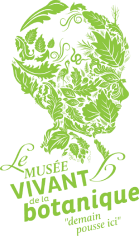 Le
MUSÉE
VIVANT
de la
botanique
"demain
pousse ici"